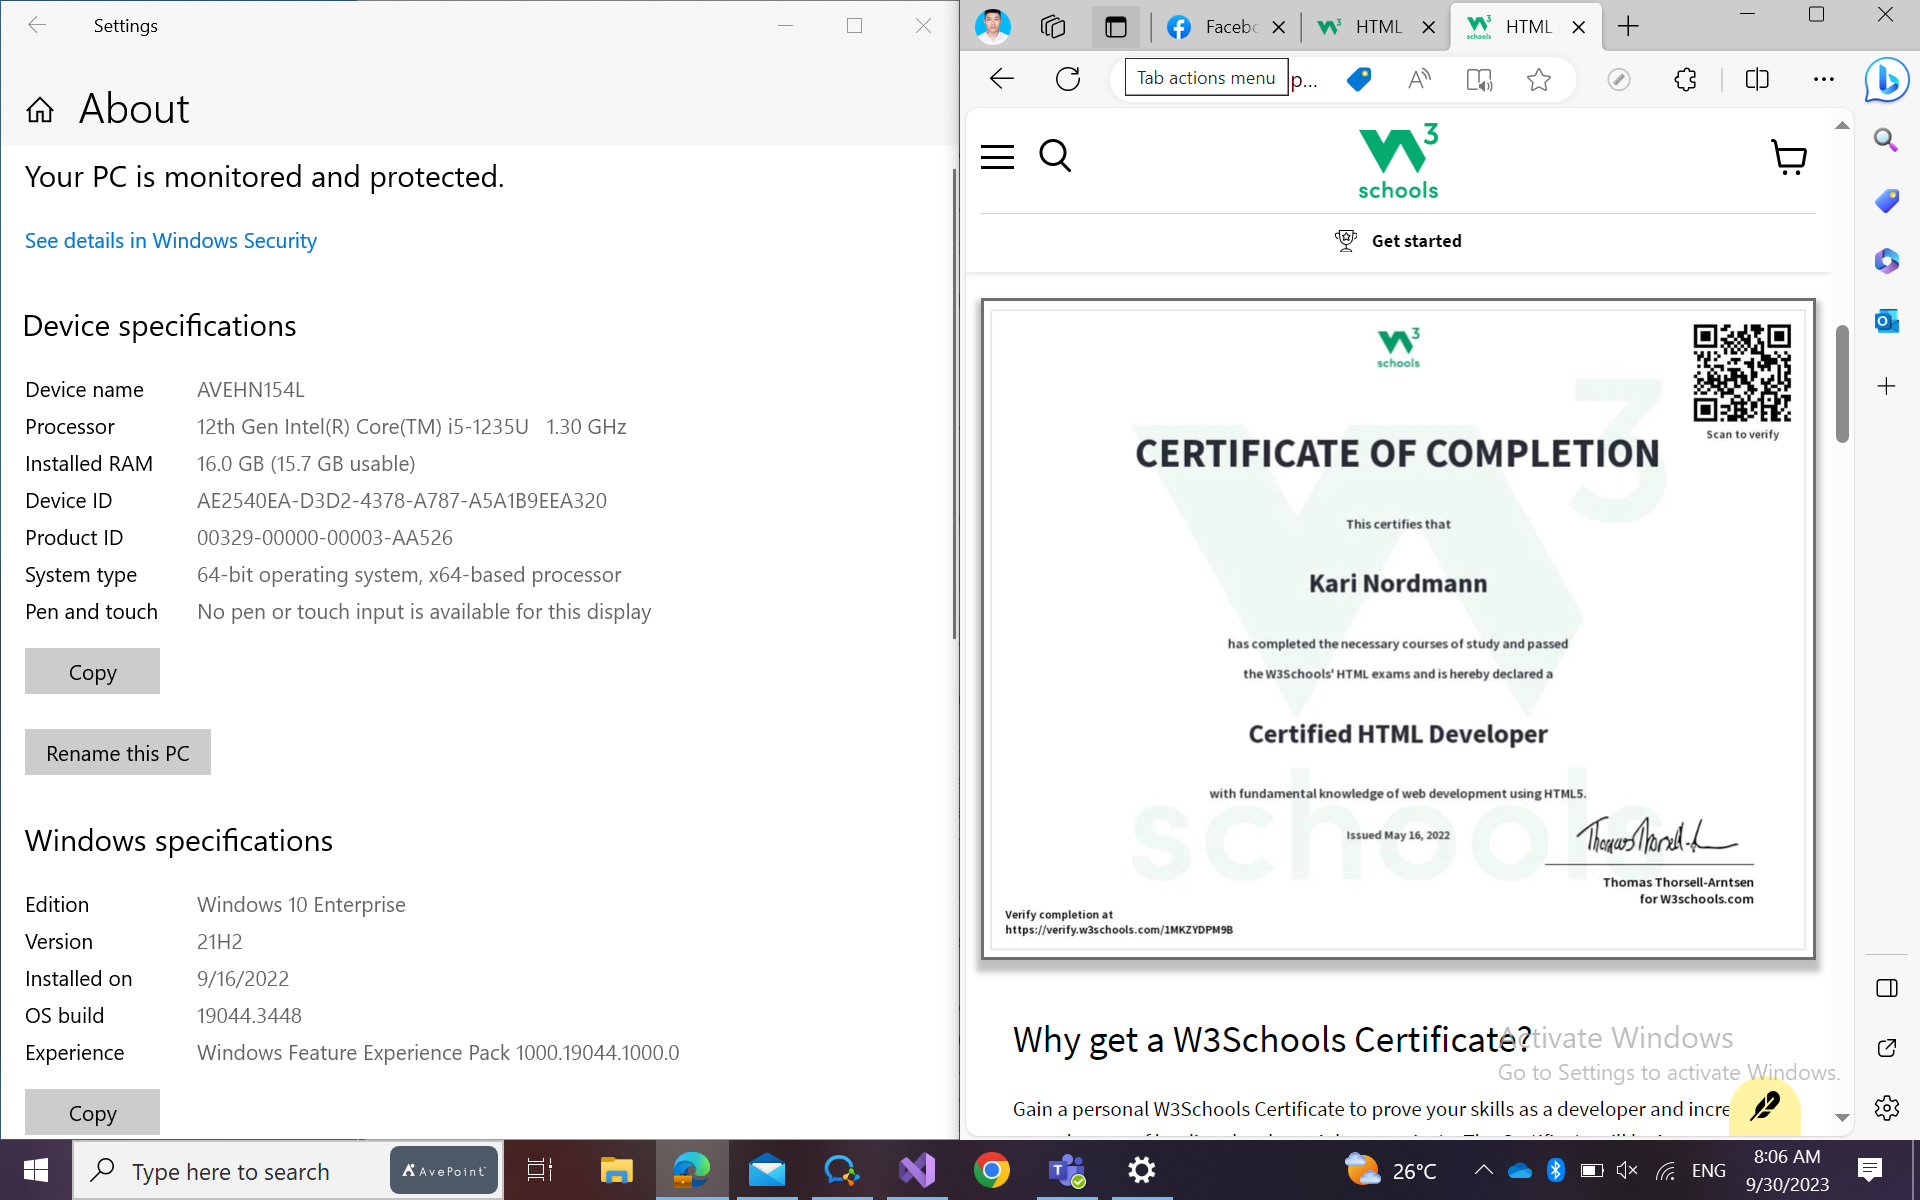 Settings
About
Your PC is monitored and protected.
See details in Windows Security
Device specifications
Device name AVEHN154L
Processor 12th Gen Intel(R) Core(TM) i5-1235U 1.30 GHz
Installed RAM 16.0 GB (15.7 GB usable)
Device ID AE2540EA-D3D2-4378-A787-A5A1B9EEA320
Product ID 00329-00000-00003-AA526
System type 64-bit operating system, x64-based processor
Pen and touch No pen or touch input is available for this display
Copy
Rename this PC
Windows specifications
Edition Windows 10 Enterprise
Version 21H2
Installed on 9/16/2022
OS build 19044.3448
Experience Windows Feature Experience Pack 1000.19044.1000.0
Copy
Facebo HTML HTML
Tab actions menu p...
W3
schools
Get started
W3
schools
Scan to verify
CERTIFICATE OF COMPLETION
This certifies that
Kari Nordmann
has completed the necessary courses of study and passed
the W3Schools' HTML exams and is hereby declared a
Certified HTML Developer
with fundamental knowledge of web development using HTML5.
Issued May 16, 2022
Thomas Thorsell-Arntsen
for W3schools.com
Verify completion at
https://verify.w3schools.com/1MKZYDPM9B
W3
schools
Why get a W3Schools Certificate?
Activate Windows
Go to Settings to activate Windows.
Gain a personal W3Schools Certificate to prove your skills as a developer and incre
Type here to search
AvePoint
26°C
ENG
8:06 AM
9/30/2023